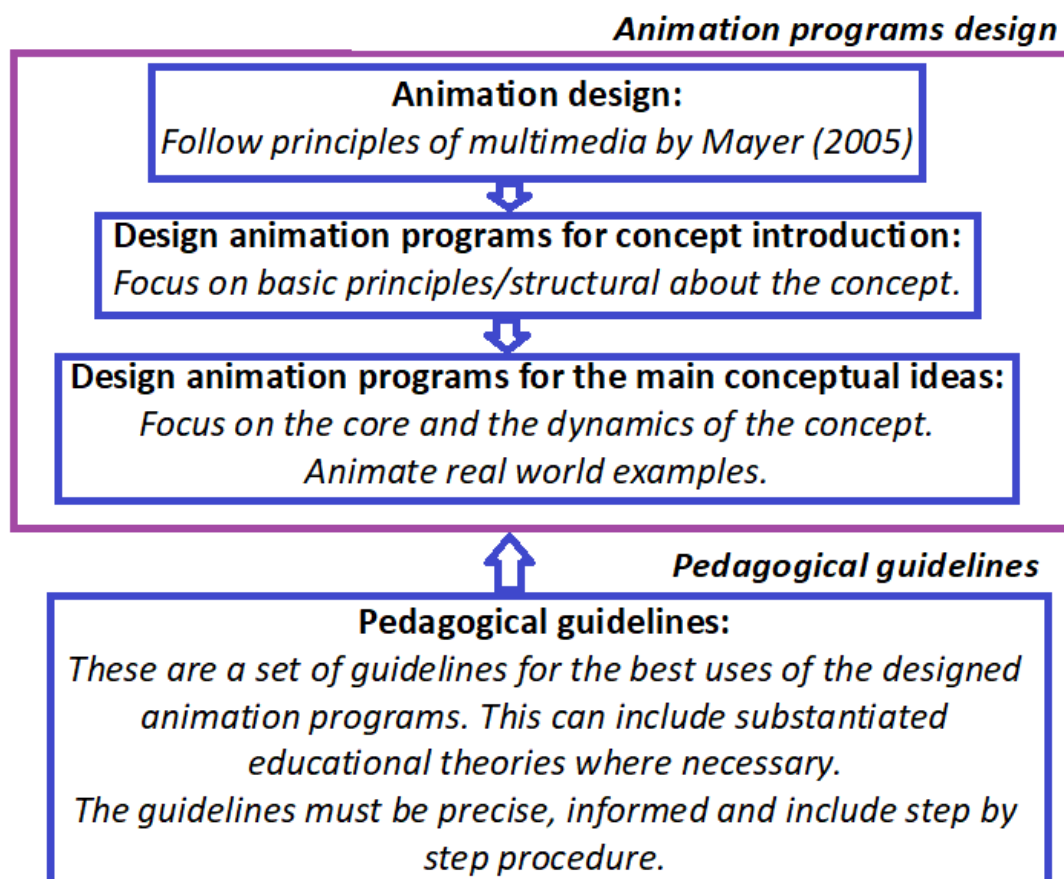 Animation programs design
Animation design:
Follow principles of multimedia by Mayer (2005)
Design animation programs for concept introduction:
Focus on basic principles/structural about the concept.
Design animation programs for the main conceptual ideas:
Focus on the core and the dynamics of the concept.
Animate real world examples.
Pedagogical guidelines
Pedagogical guidelines:
These are a set of guidelines for the best uses of the designed
animation programs. This can include substantiated
educational theories where necessary.
The guidelines must be precise, informed and include step by
step procedure.